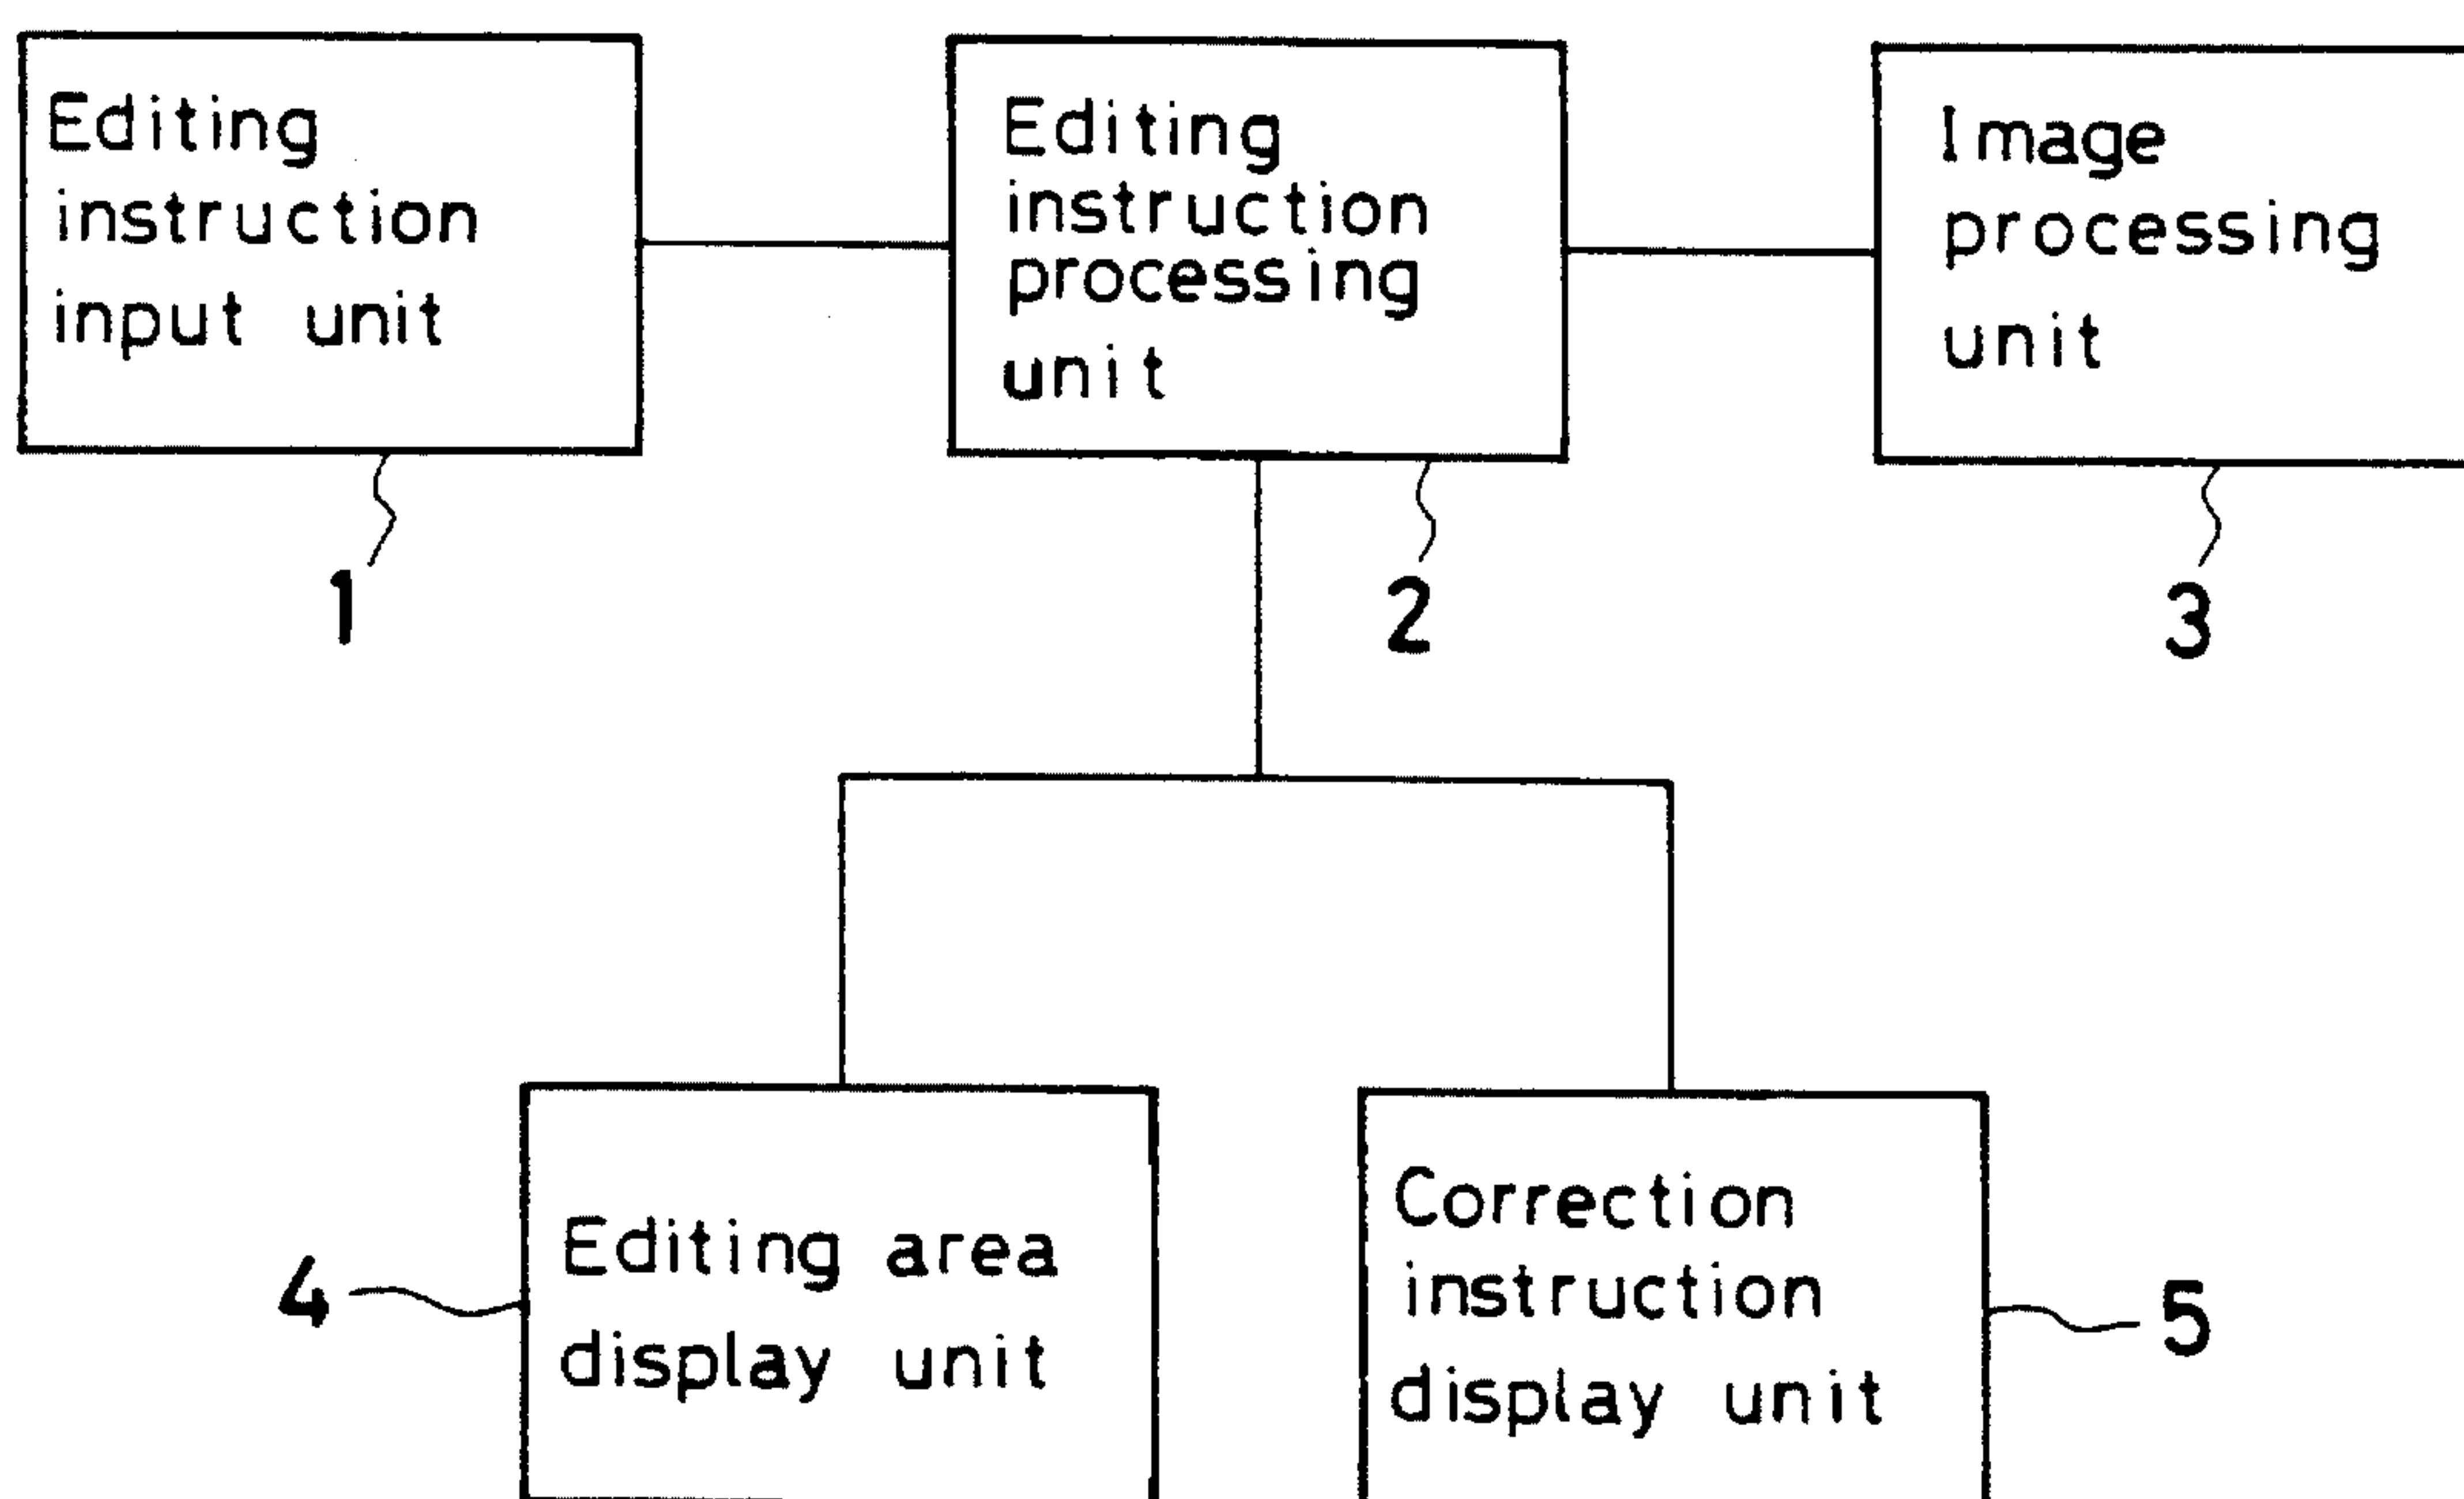 Editing
instruction
input unit
Editing
instruction
processing
unit
Image
processing
unit
1
2
3
Editing area
display unit
4
Correction
instruction
display unit
5